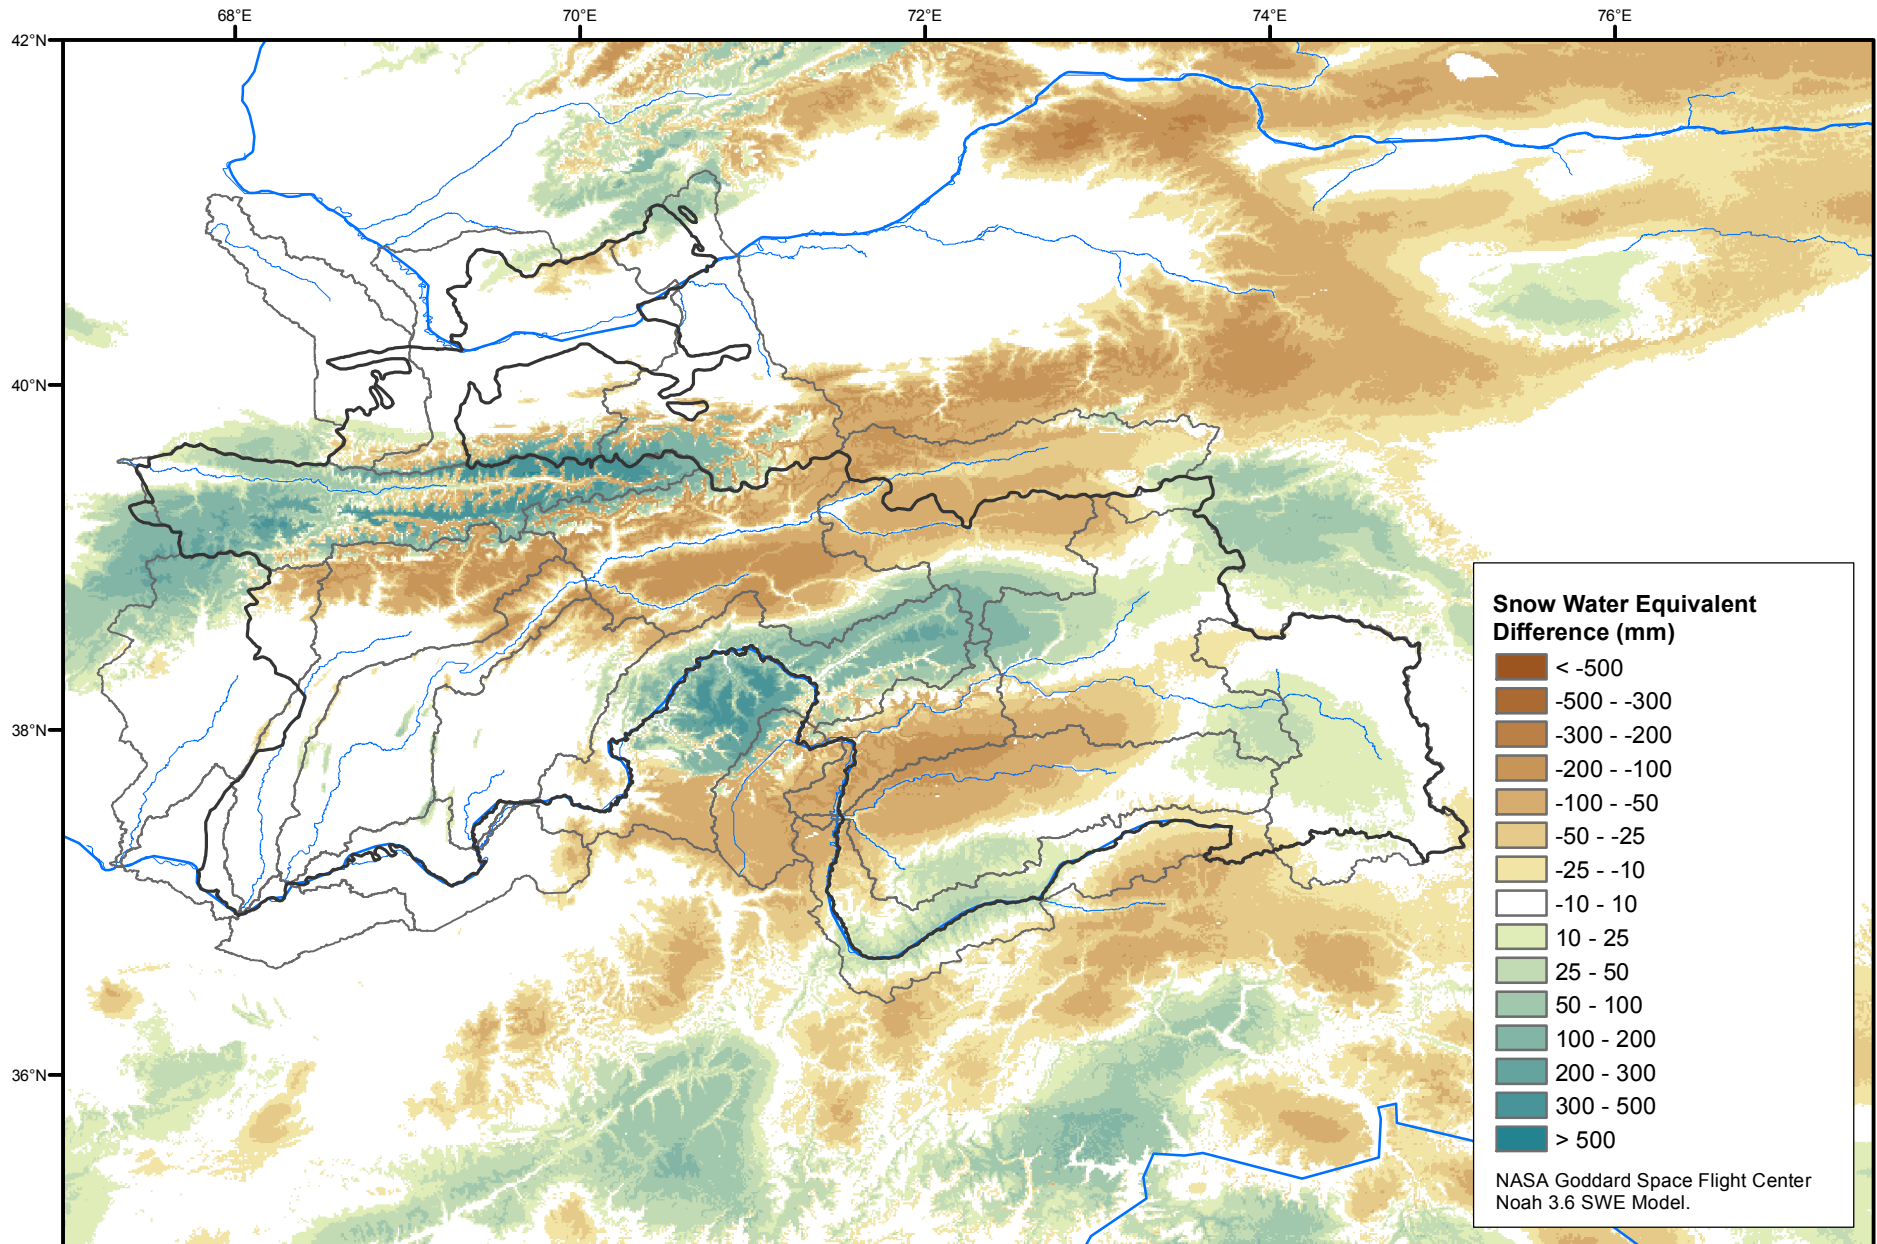 68°E
70°E
72°E
74°E
76°E
42°N
40°N
38°N
36°N
Snow Water Equivalent
Difference (mm)
< -500
-500 - -300
-300 - -200
-200 - -100
-100 - -50
-50 - -25
-25 - -10
-10 - 10
10 - 25
25 - 50
50 - 100
100 - 200
200 - 300
300 - 500
> 500
NASA Goddard Space Flight Center
Noah 3.6 SWE Model.